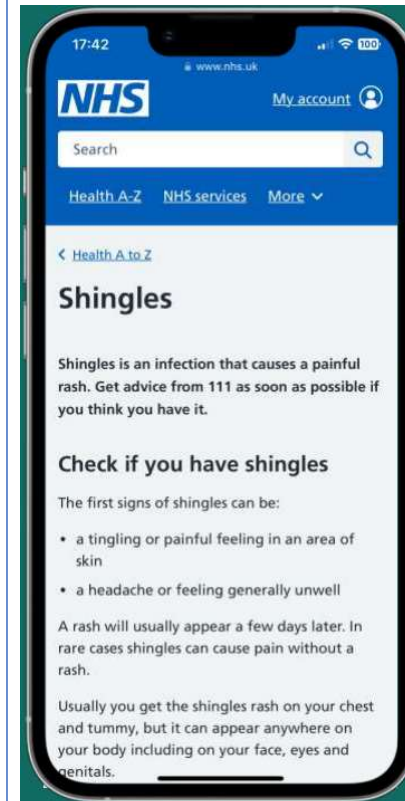 17:42
100
www.nhs.uk
NHS
My account
Search
Health A-Z NHS services More
Health A to Z
Shingles
Shingles is an infection that causes a painful
rash. Get advice from 111 as soon as possible if
you think you have it.
Check if you have shingles
The first signs of shingles can be:
• a tingling or painful feeling in an area of
skin
• a headache or feeling generally unwell
A rash will usually appear a few days later. In
rare cases shingles can cause pain without a
rash.
Usually you get the shingles rash on your chest
and tummy, but it can appear anywhere on
your body including on your face, eyes and
genitals.